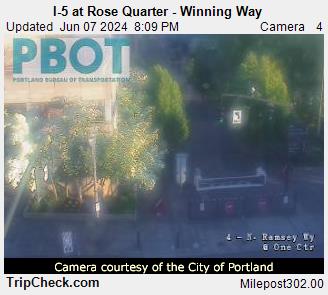 I-5 at Rose Quarter - Winning Way
Updated Jun 07 2024 8:09 PM Camera 4
PBOT
PORTLAND BUREAU OF TRANSPORTATION
4 - N. Ramsey Wy
@ One Ctr
Camera courtesy of the City of Portland
TripCheck.com Milepost302.00